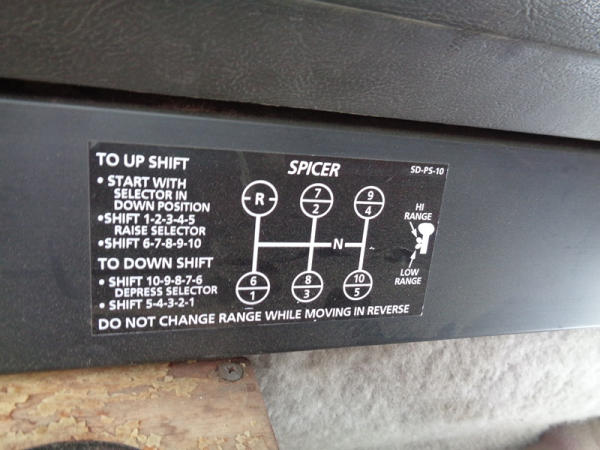 TO UP SHIFT
• START WITH
SELECTOR IN
DOWN POSITION
•SHIFT 1-2-3-4-5
RAISE SELECTOR
•SHIFT 6-7-8-9-10
TO DOWN SHIFT
• SHIFT 10-9-8-7-6
DEPRESS SELECTOR
• SHIFT 5-4-3-2-1
SPICER
SD-PS-10
R 7 9
2 4
N
6 8 10
1 3 5
HI
RANGE
LOW
RANGE
DO NOT CHANGE RANGE WHILE MOVING IN REVERSE